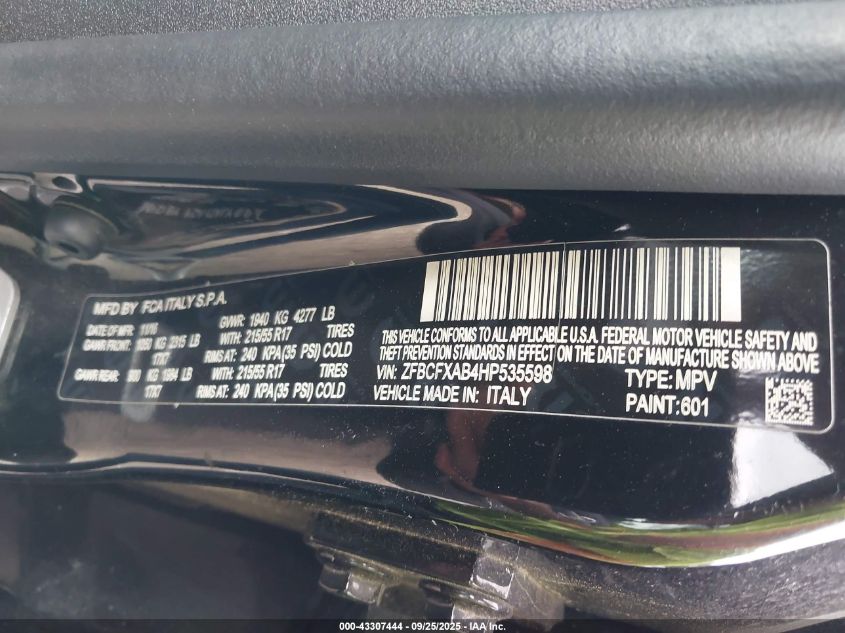 MFD BY FCA ITALY S.P.A.
DATE OF MFR 11/16 GVWR: 1940 KG 4277 LB
GAWR FRONT: 1050 KG 2315 LB WITH: 215/55 R17 TIRES
17X7 RIMS AT: 240 KPA(35 PSI) COLD
GAWR REAR: 900 KG 1984 LB WITH: 215/55 R17 TIRES
17X7 RIMS AT: 240 KPA(35 PSI) COLD
THIS VEHICLE CONFORMS TO ALL APPLICABLE U.S.A. FEDERAL MOTOR VEHICLE SAFETY AND
THEFT PREVENTION STANDARDS IN EFFECT ON THE DATE OF MANUFACTURE SHOWN ABOVE
VIN: ZFBCFXAB4HP535598 TYPE: MPV
VEHICLE MADE IN: ITALY PAINT: 601
000-43307444 - 09/25/2025 - IAA Inc.